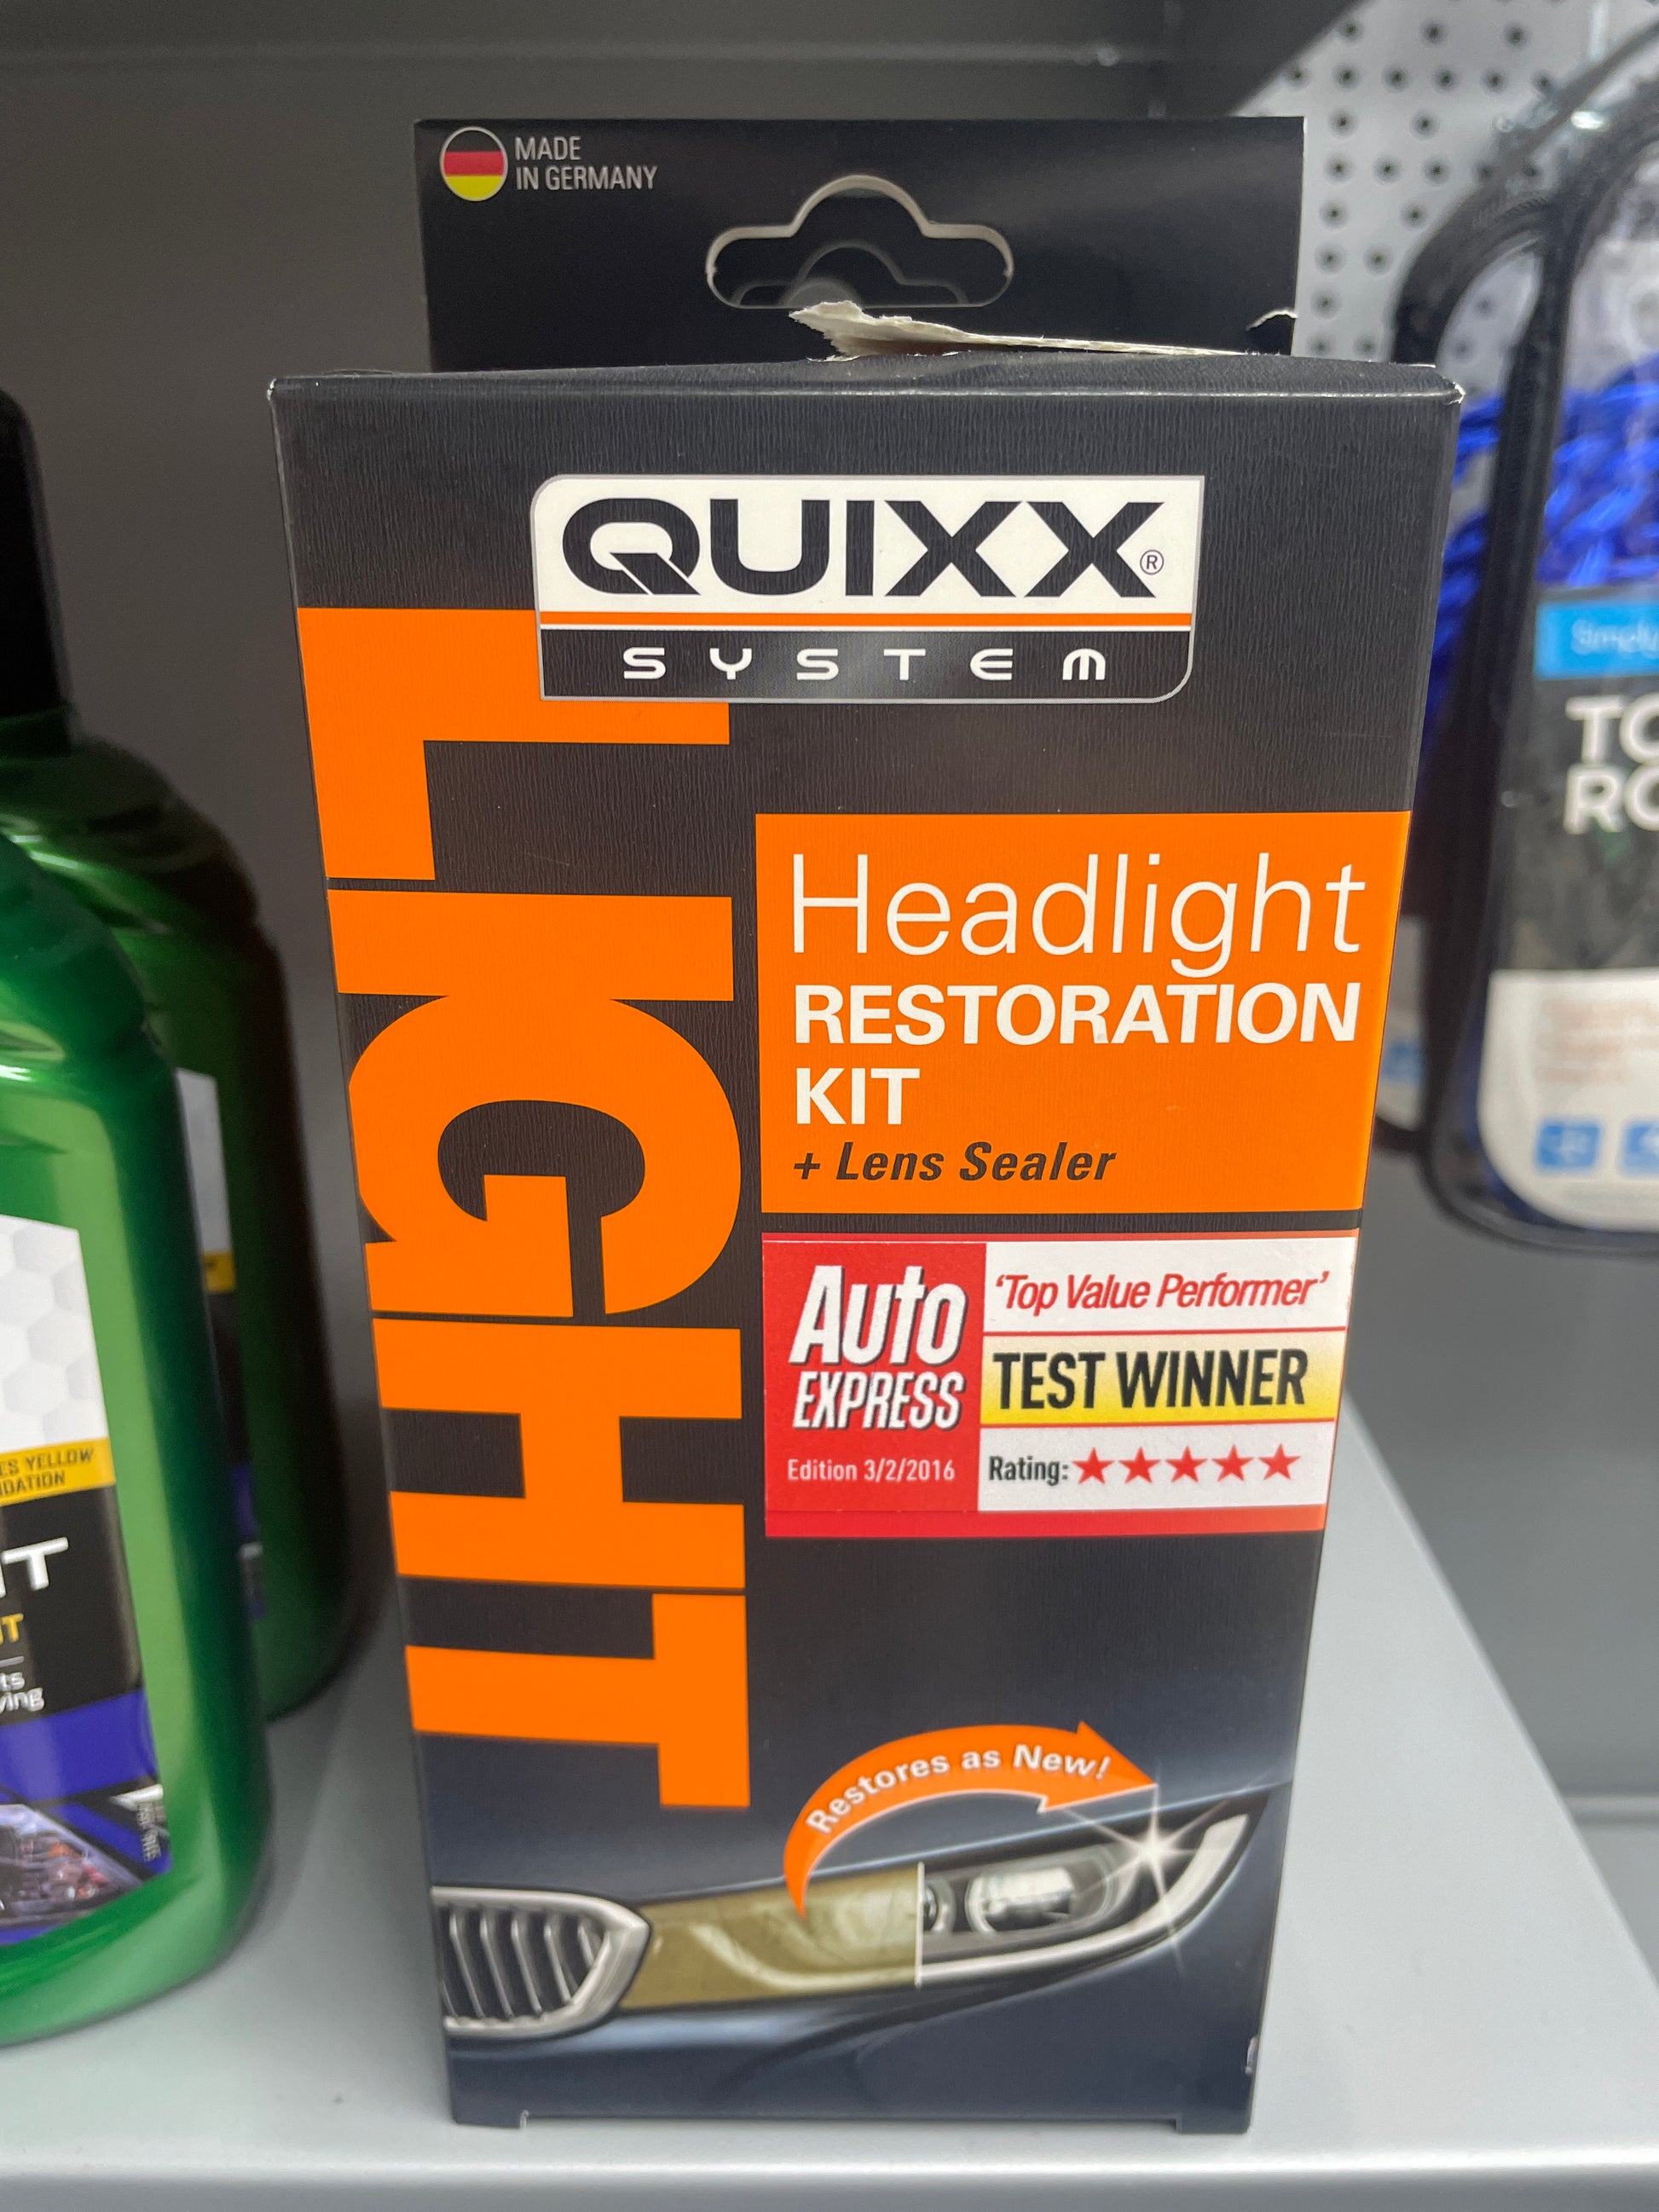 MADE
IN GERMANY
QUIXX®
SYSTEM
LIGHT
Headlight
RESTORATION
KIT
+ Lens Sealer
Auto
EXPRESS
Edition 3/2/2016
'Top Value Performer'
TEST WINNER
Rating: ★★★★★
Restores as New!
YELLOW